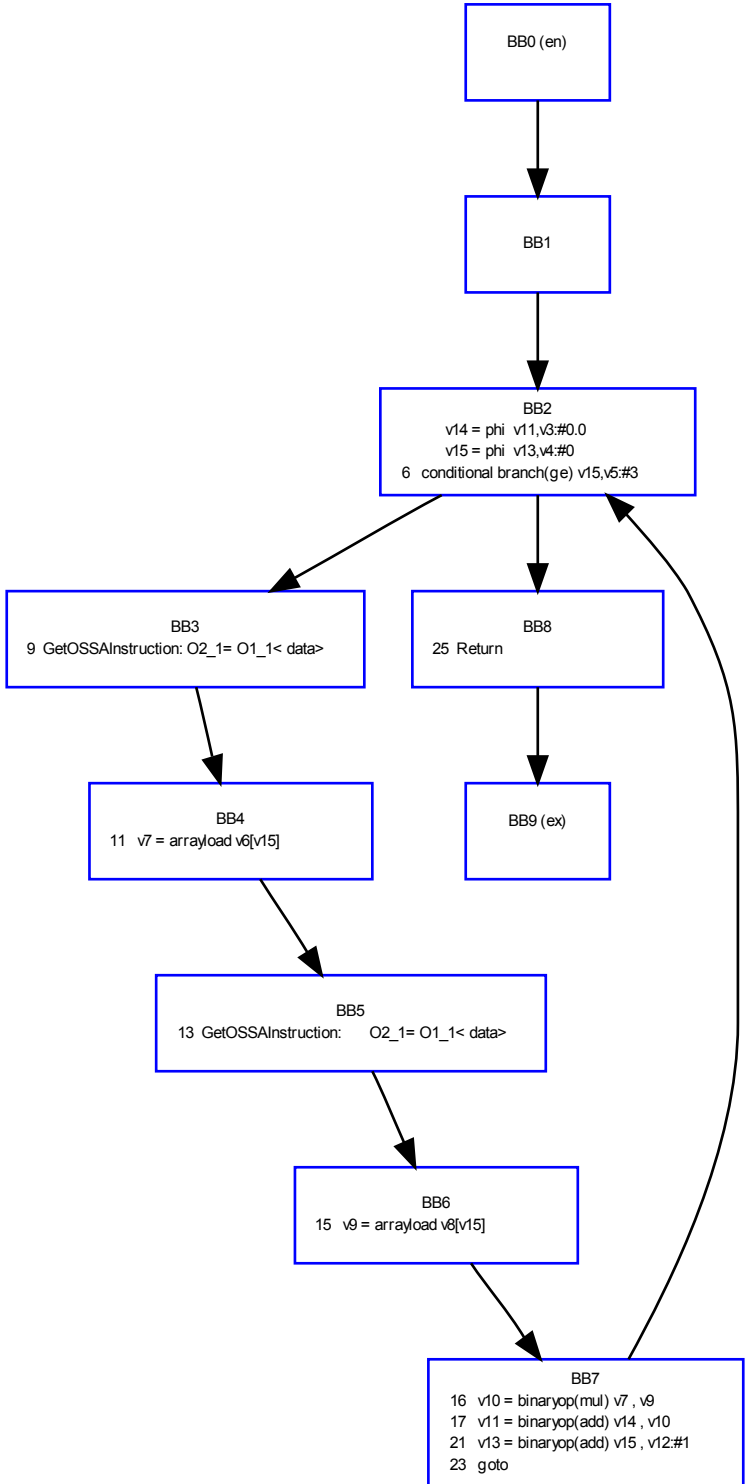 BB0 (en)
BB1
BB2
v14 = phi v11,v3:#0.0
v15 = phi v13,v4:#0
6 conditional branch(ge) v15,v5:#3
BB3
9 GetOSSAInstruction: O2_1= O1_1< data>
BB8
25 Return
BB4
11 v7 = arrayload v6[v15]
BB9 (ex)
BB5
13 GetOSSAInstruction: O2_1= O1_1< data>
BB6
15 v9 = arrayload v8[v15]
BB7
16 v10 = binaryop(mul) v7 , v9
17 v11 = binaryop(add) v14 , v10
21 v13 = binaryop(add) v15 , v12:#1
23 goto